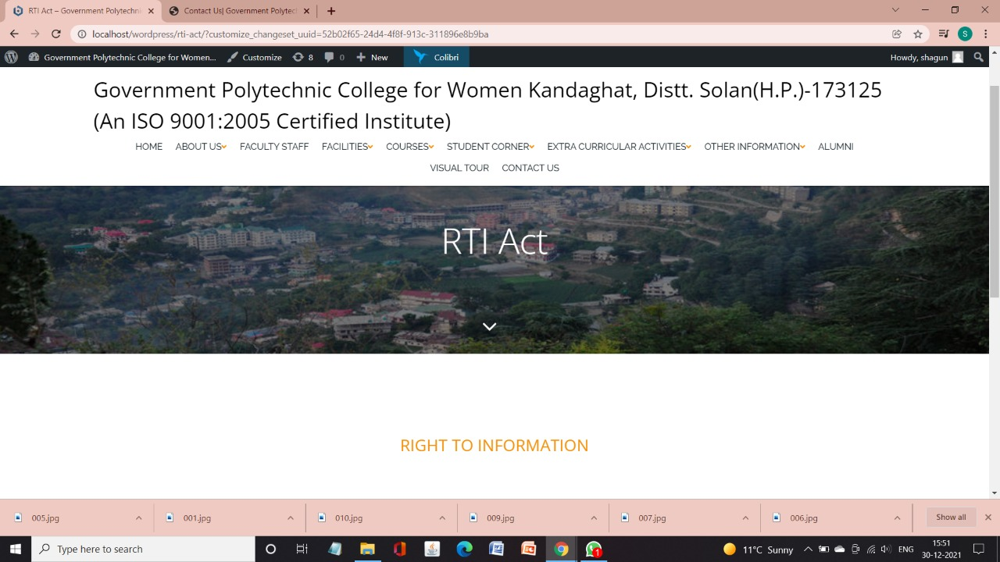 RTI Act – Government Polytechni
Contact Us| Government Polytec
localhost/wordpress/rti-act/?customize_changeset_uuid=52b02f65-24d4-4f8f-913c-311896e8b9ba
S
Government Polytechnic College for Women... Customize 8 0 New Colibri Howdy, shagun
Government Polytechnic College for Women Kandaghat, Distt. Solan(H.P.)-173125
(An ISO 9001:2005 Certified Institute)
HOME ABOUT US FACULTY STAFF FACILITIES COURSES STUDENT CORNER EXTRA CURRICULAR ACTIVITIES OTHER INFORMATION ALUMNI
VISUAL TOUR CONTACT US
RTI Act
RIGHT TO INFORMATION
005.jpg 001.jpg 010.jpg 009.jpg 007.jpg 006.jpg Show all
Type here to search
1
11°C Sunny
ENG
15:51
30-12-2021